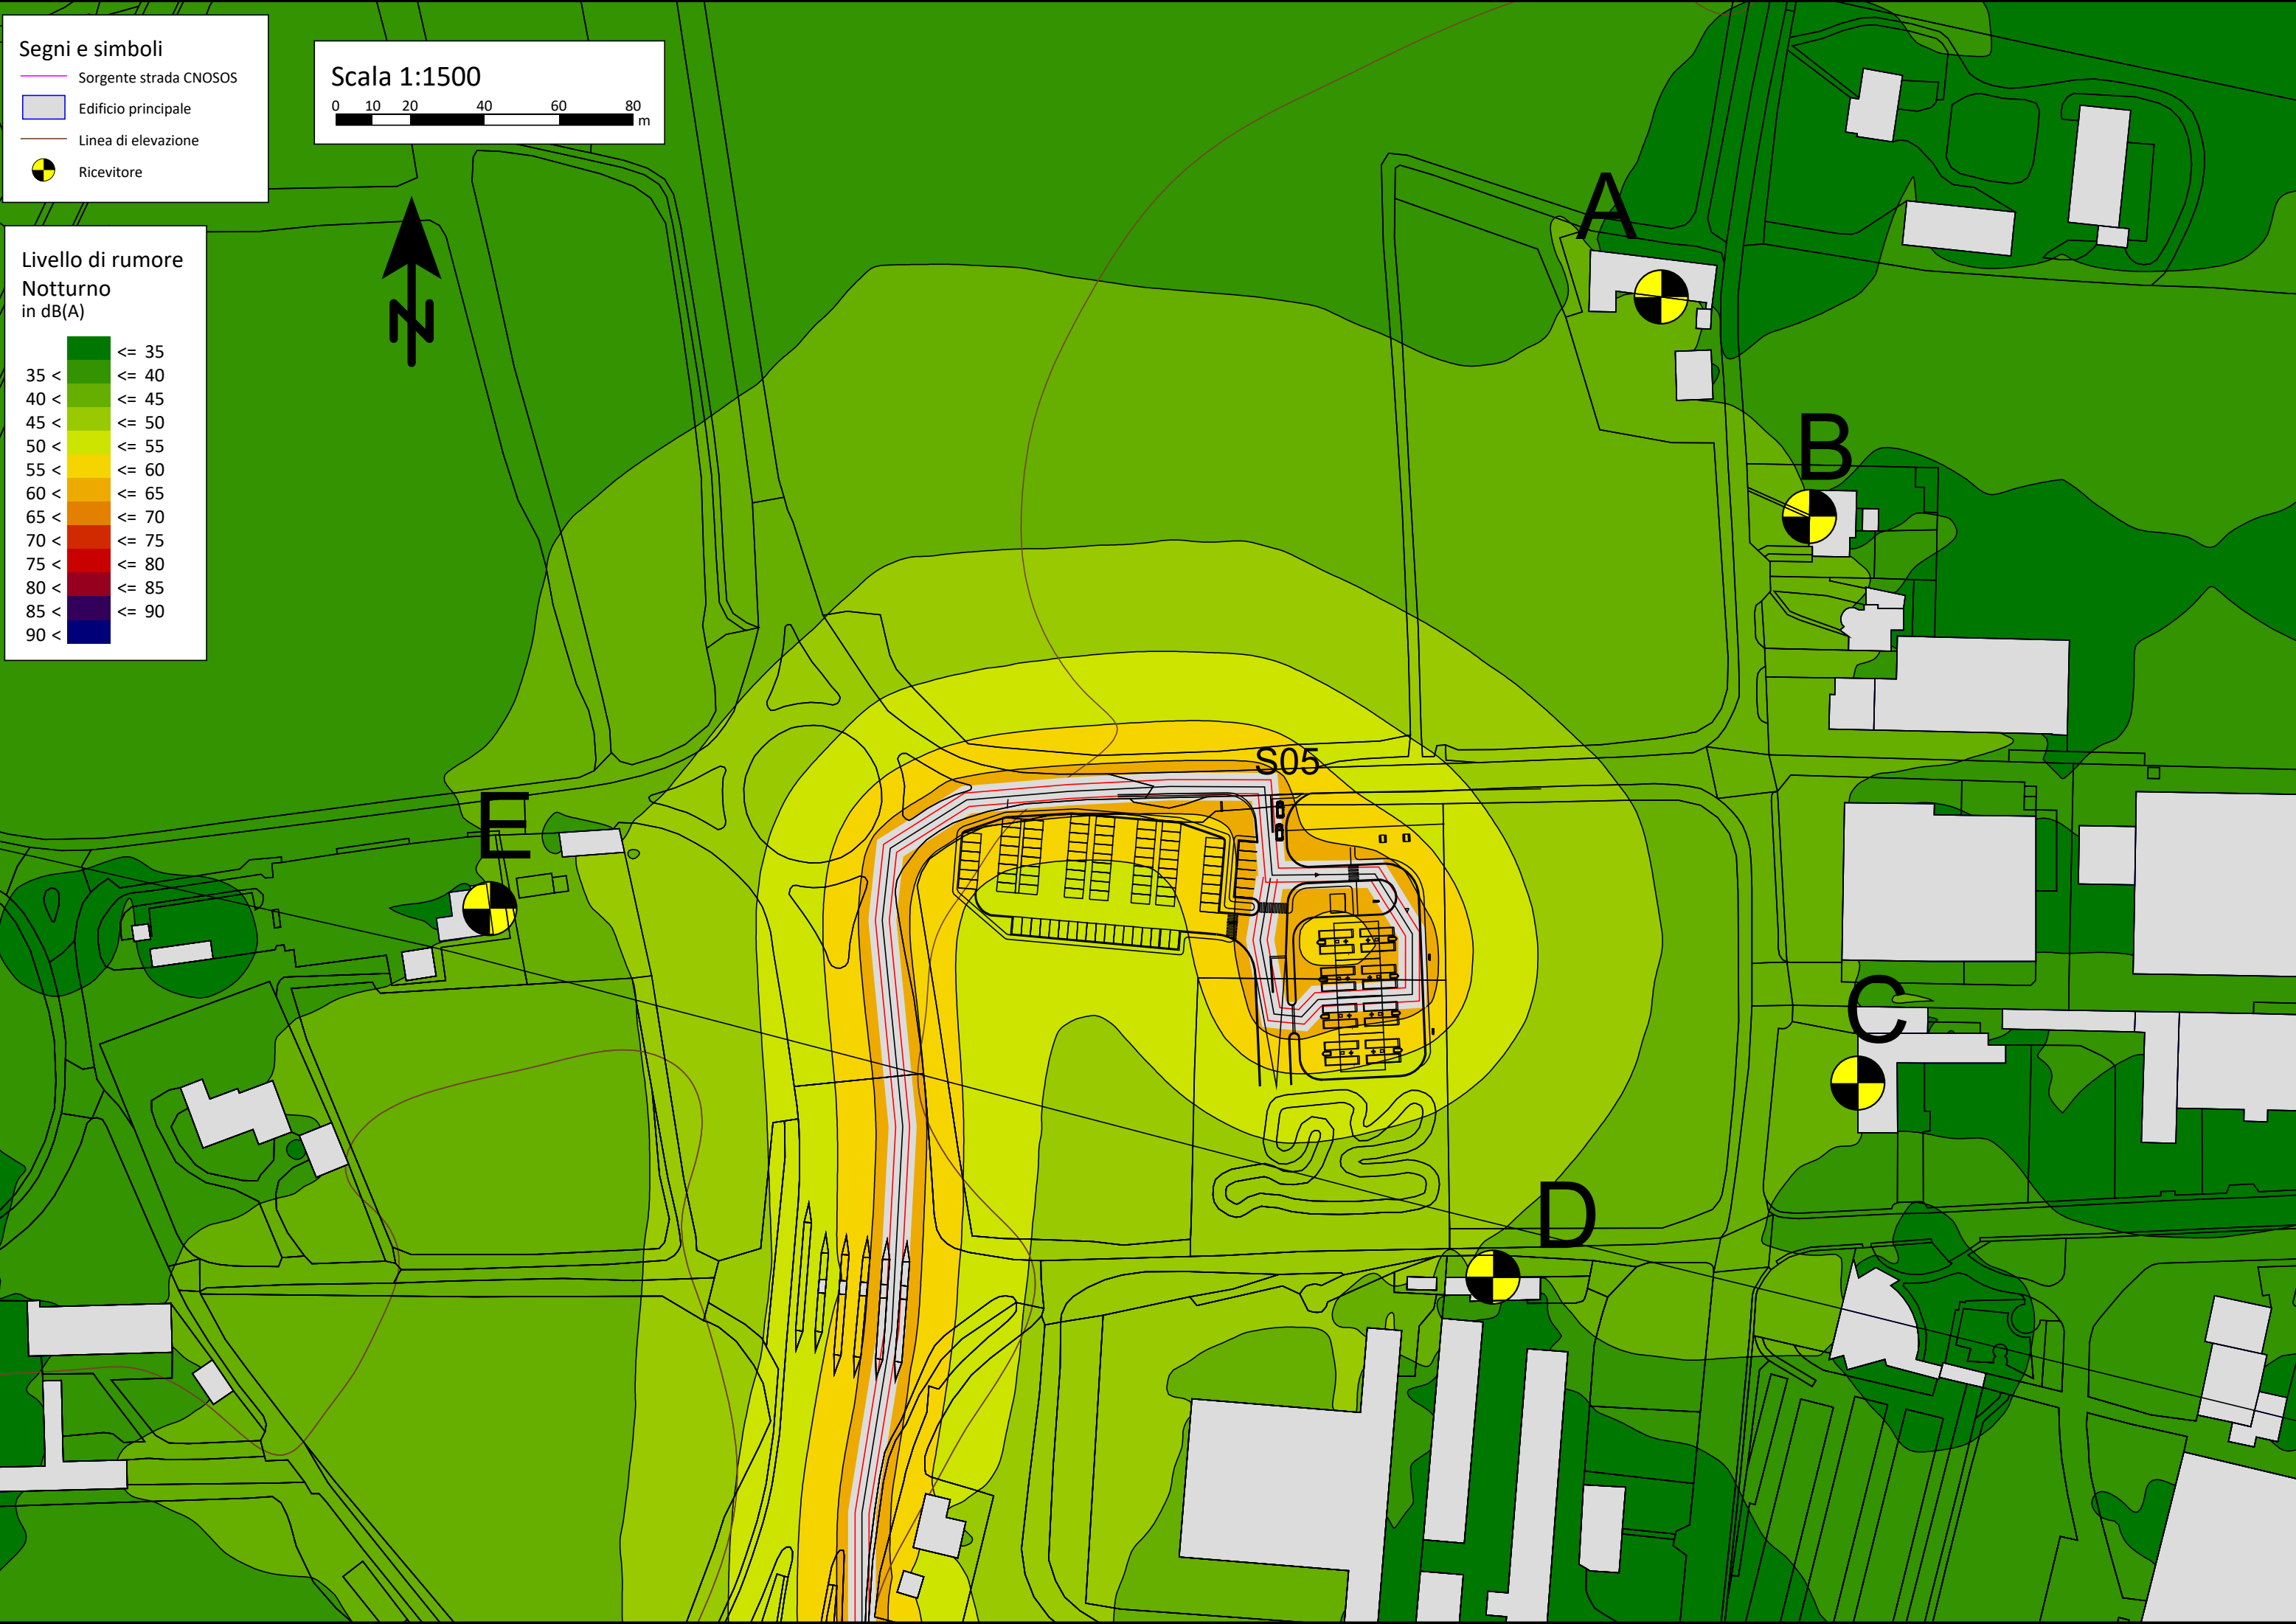 Segni e simboli
Sorgente strada CNOSOS
Edificio principale
Linea di elevazione
Ricevitore
Scala 1:1500
0 10 20 40 60 80
m
N
Livello di rumore
Notturno
in dB(A)
<= 35
35 < <= 40
40 < <= 45
45 < <= 50
50 < <= 55
55 < <= 60
60 < <= 65
65 < <= 70
70 < <= 75
75 < <= 80
80 < <= 85
85 < <= 90
90 <
A
B
S05
E
C
D